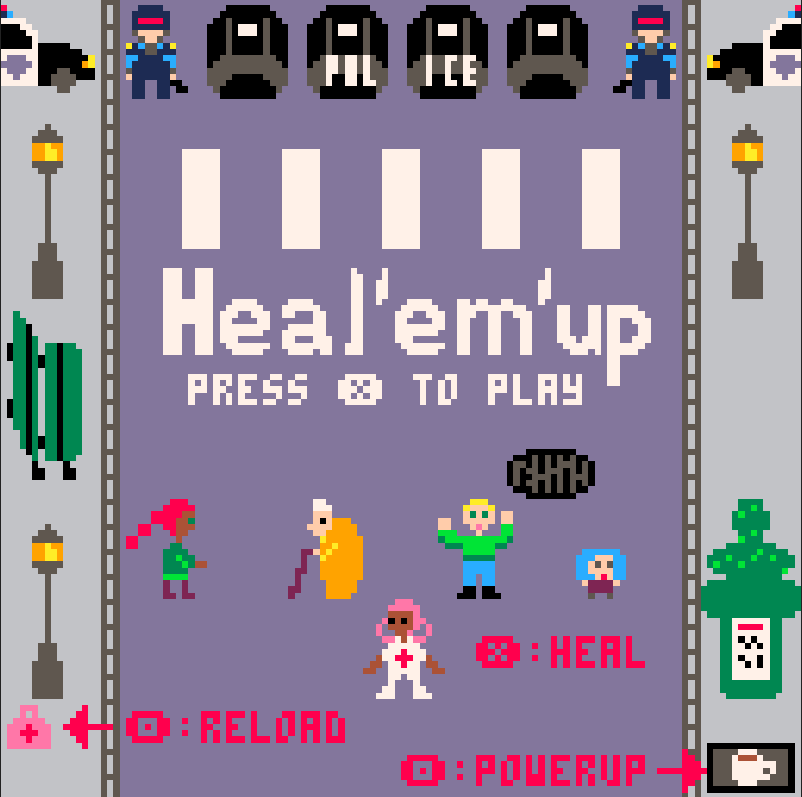 POL ICE
Heal'em'up
PRESS ❎ TO PLAY
❎:HEAL
🅾️:RELOAD
🅾️:POWERUP